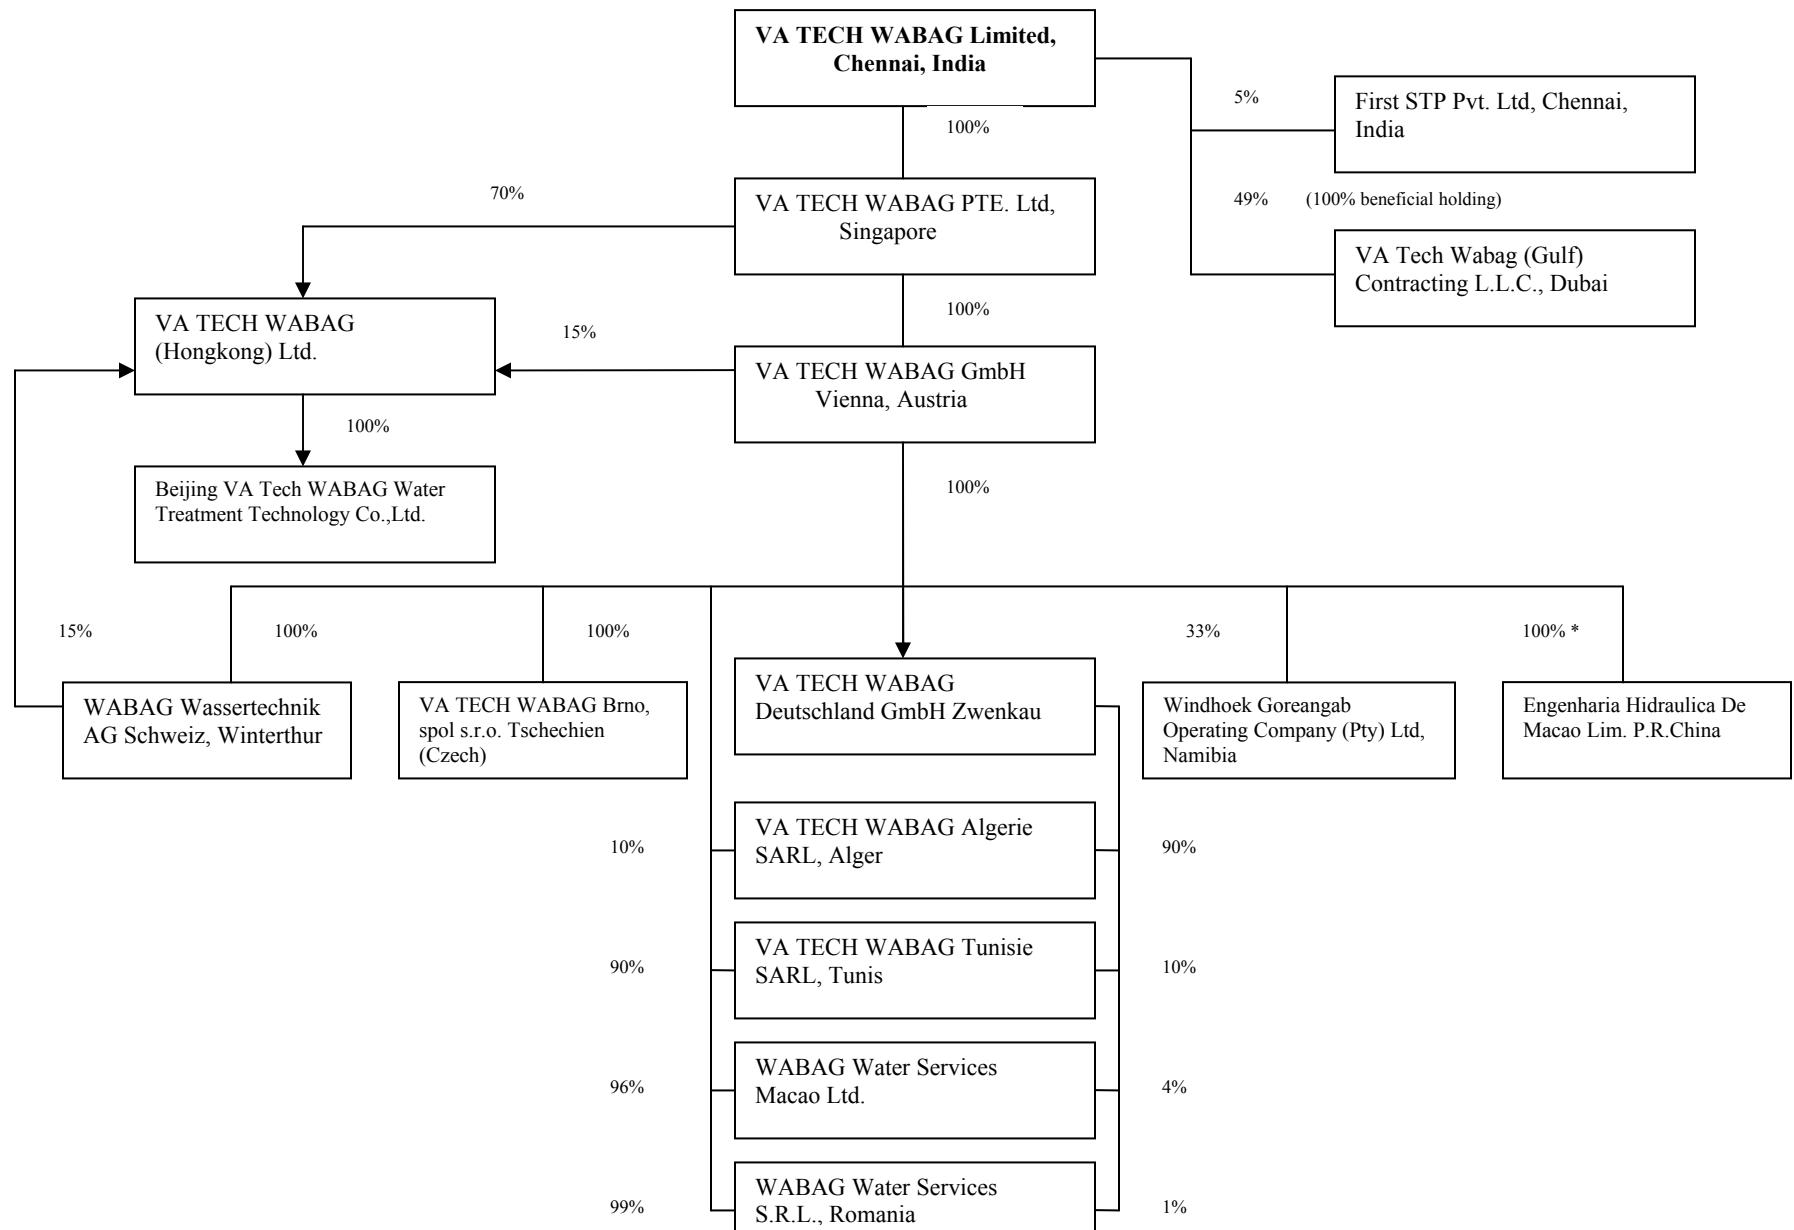 VA TECH WABAG Limited,
Chennai, India
5%
First STP Pvt. Ltd, Chennai,
India
100%
70%
VA TECH WABAG PTE. Ltd,
Singapore
49% (100% beneficial holding)
VA Tech Wabag (Gulf)
Contracting L.L.C., Dubai
100%
VA TECH WABAG
(Hongkong) Ltd.
15%
VA TECH WABAG GmbH
Vienna, Austria
100%
Beijing VA Tech WABAG Water
Treatment Technology Co.,Ltd.
100%
15%
100%
100%
33%
100% *
WABAG Wassertechnik
AG Schweiz, Winterthur
VA TECH WABAG Brno,
spol s.r.o. Tschechien
(Czech)
VA TECH WABAG
Deutschland GmbH Zwenkau
Windhoek Goreangab
Operating Company (Pty) Ltd,
Namibia
Engenharia Hidraulica De
Macao Lim. P.R.China
10%
VA TECH WABAG Algerie
SARL, Alger
90%
90%
VA TECH WABAG Tunisie
SARL, Tunis
10%
96%
WABAG Water Services
Macao Ltd.
4%
99%
WABAG Water Services
S.R.L., Romania
1%